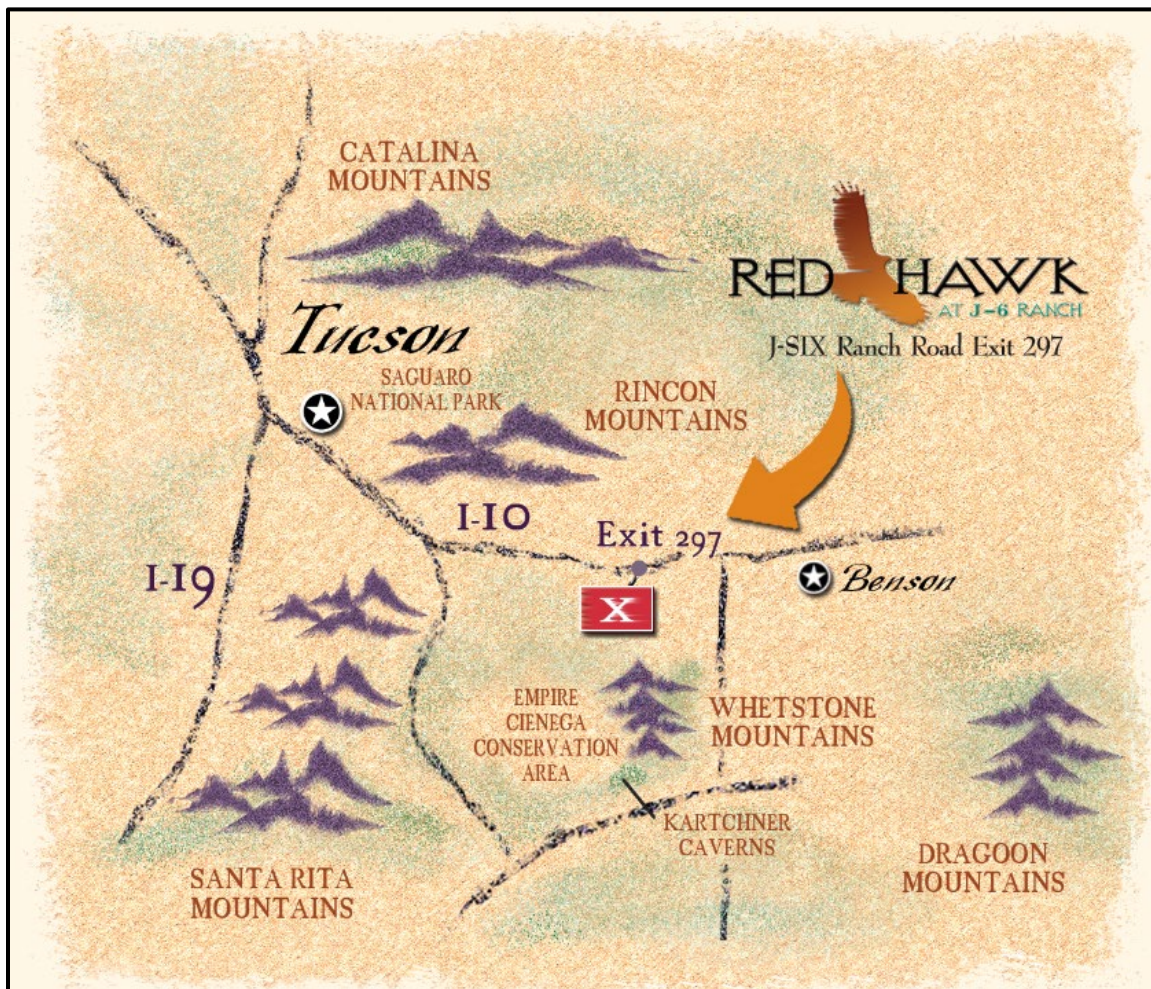 CATALINA
MOUNTAINS
RED HAWK
AT J-6 RANCH
J-SIX Ranch Road Exit 297
Tucson
SAGUARO
NATIONAL PARK
RINCON
MOUNTAINS
I-10
Exit 297
I-19
X
Benson
EMPIRE
CIENEGA
CONSERVATION
AREA
WHETSTONE
MOUNTAINS
KARTCHNER
CAVERNS
SANTA RITA
MOUNTAINS
DRAGOON
MOUNTAINS